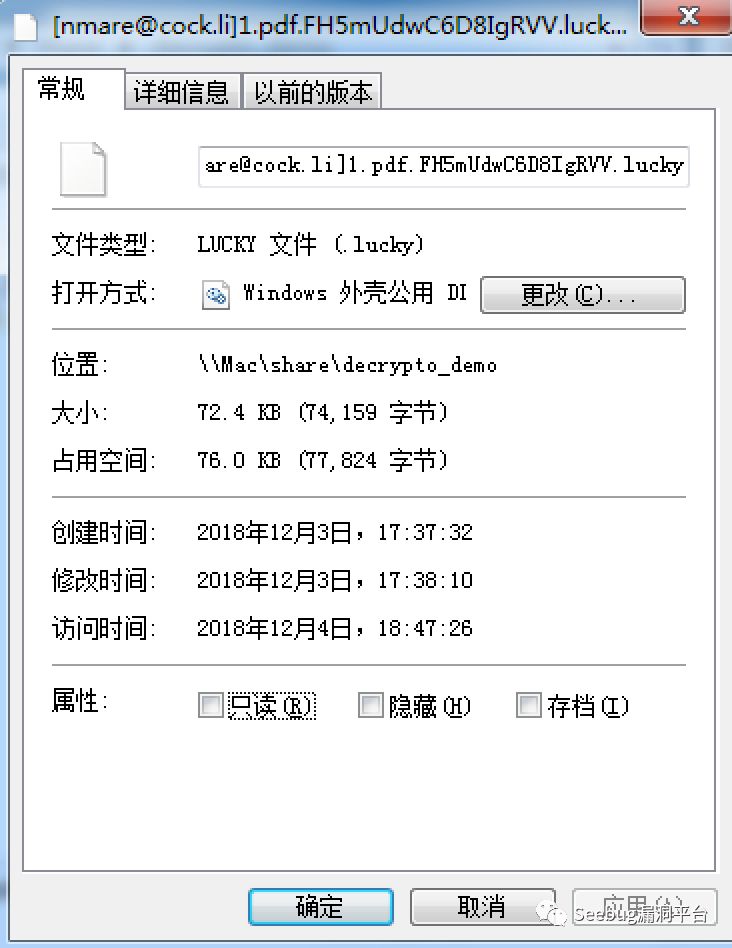 [nmare@cock.li]1.pdf.FH5mUdwC6D8IgRVV.luck...
常规 详细信息 以前的版本
are@cock.li]1.pdf.FH5mUdwC6D8IgRVV.lucky
文件类型: LUCKY 文件 (.lucky)
打开方式: Windows 外壳公用 Dl 更改(C)...
位置: \\Mac\share\decrypto_demo
大小: 72.4 KB (74,159 字节)
占用空间: 76.0 KB (77,824 字节)
创建时间: 2018年12月3日，17:37:32
修改时间: 2018年12月3日，17:38:10
访问时间: 2018年12月4日，18:47:26
属性: 只读(R) 隐藏(H) 存档(I)
确定 取消 应用(A)
Seebug漏洞平台